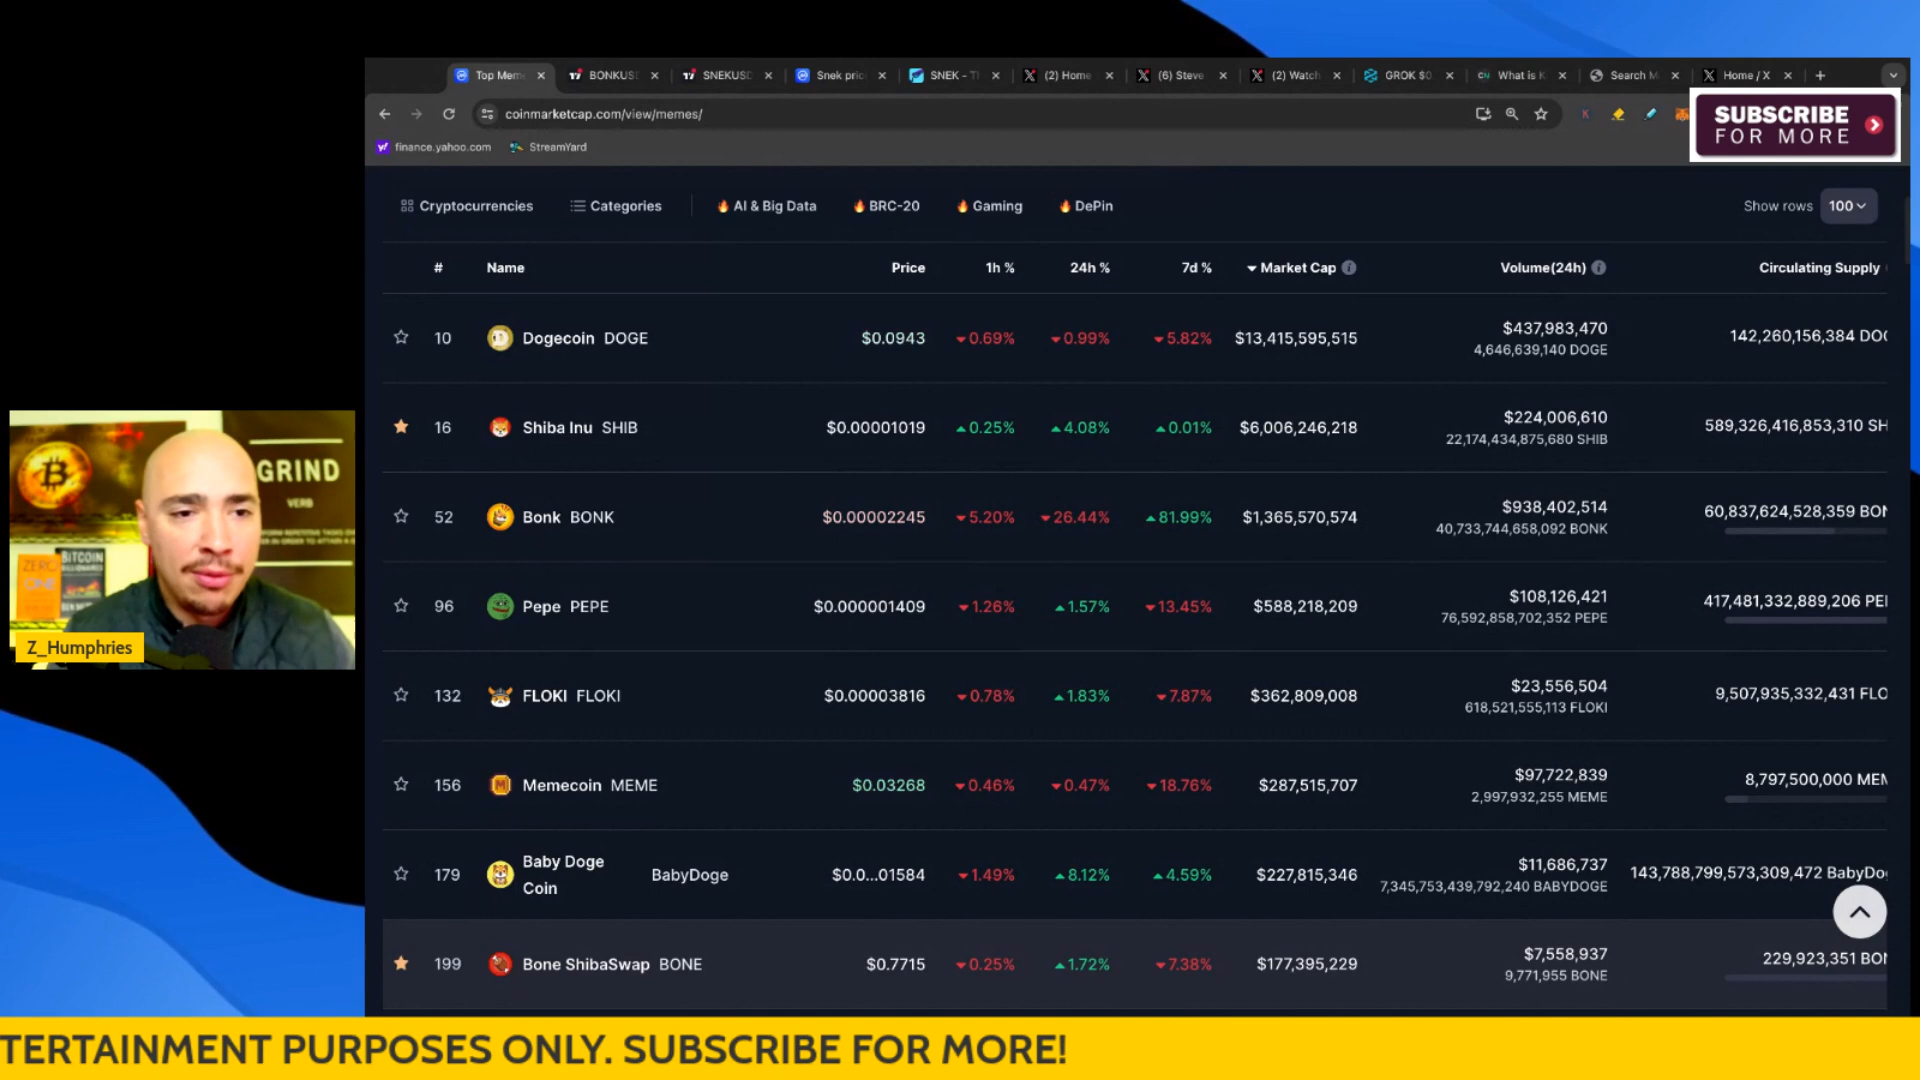 Top Mem
BONKUS
SNEKUSD
Snek pric
SNEK - T
(2) Home
(6) Steve
(2) Watch
GROK $0
What is K
Search M
Home / X
coinmarketcap.com/view/memes/
finance.yahoo.com
StreamYard
SUBSCRIBE
FOR MORE
Cryptocurrencies
Categories
AI & Big Data
BRC-20
Gaming
DePin
Show rows
100
# Name Price 1h % 24h % 7d % Market Cap Volume(24h) Circulating Supply
10 Dogecoin DOGE $0.0943 0.69% 0.99% 5.82% $13,415,595,515 $437,983,470 142,260,156,384 DO
4,646,639,140 DOGE
16 Shiba Inu SHIB $0.00001019 0.25% 4.08% 0.01% $6,006,246,218 $224,006,610 589,326,416,853,310 SH
22,174,434,875,680 SHIB
52 Bonk BONK $0.00002245 5.20% 26.44% 81.99% $1,365,570,574 $938,402,514 60,837,624,528,359 BO
40,733,744,658,092 BONK
96 Pepe PEPE $0.000001409 1.26% 1.57% 13.45% $588,218,209 $108,126,421 417,481,332,889,206 PE
76,592,858,702,352 PEPE
132 FLOKI FLOKI $0.00003816 0.78% 1.83% 7.87% $362,809,008 $23,556,504 9,507,935,332,431 FLO
618,521,555,113 FLOKI
156 Memecoin MEME $0.03268 0.46% 0.47% 18.76% $287,515,707 $97,722,839 8,797,500,000 MEM
2,997,932,255 MEME
179 Baby Doge Coin BabyDoge $0.0...01584 1.49% 8.12% 4.59% $227,815,346 $11,686,737 143,788,799,573,309,472 BabyDo
7,345,753,439,792,240 BABYDOGE
199 Bone ShibaSwap BONE $0.7715 0.25% 1.72% 7.38% $177,395,229 $7,558,937 229,923,351 BO
9,771,955 BONE
GRIND
VERB
ZERO
ONE
BITCOIN
BILLIONAIRES
Z_Humphries
TERTAINMENT PURPOSES ONLY. SUBSCRIBE FOR MORE!